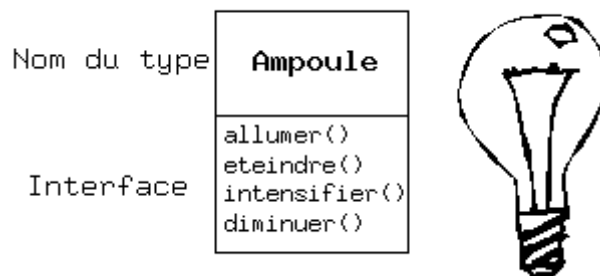 Nom du type
Ampoule
Interface
allumer()
eteindre()
intensifier()
diminuer()